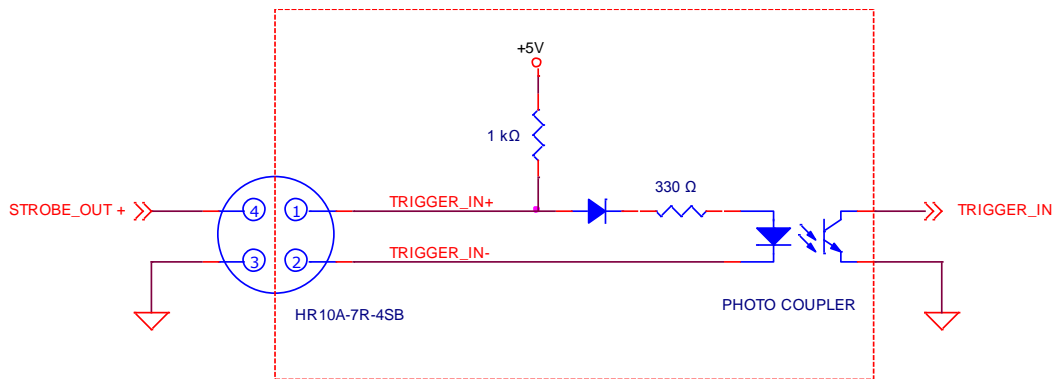 +5V
1 kΩ
330 Ω
STROBE_OUT +
4
1
TRIGGER_IN+
TRIGGER_IN
3
2
TRIGGER_IN-
HR10A-7R-4SB
PHOTO COUPLER